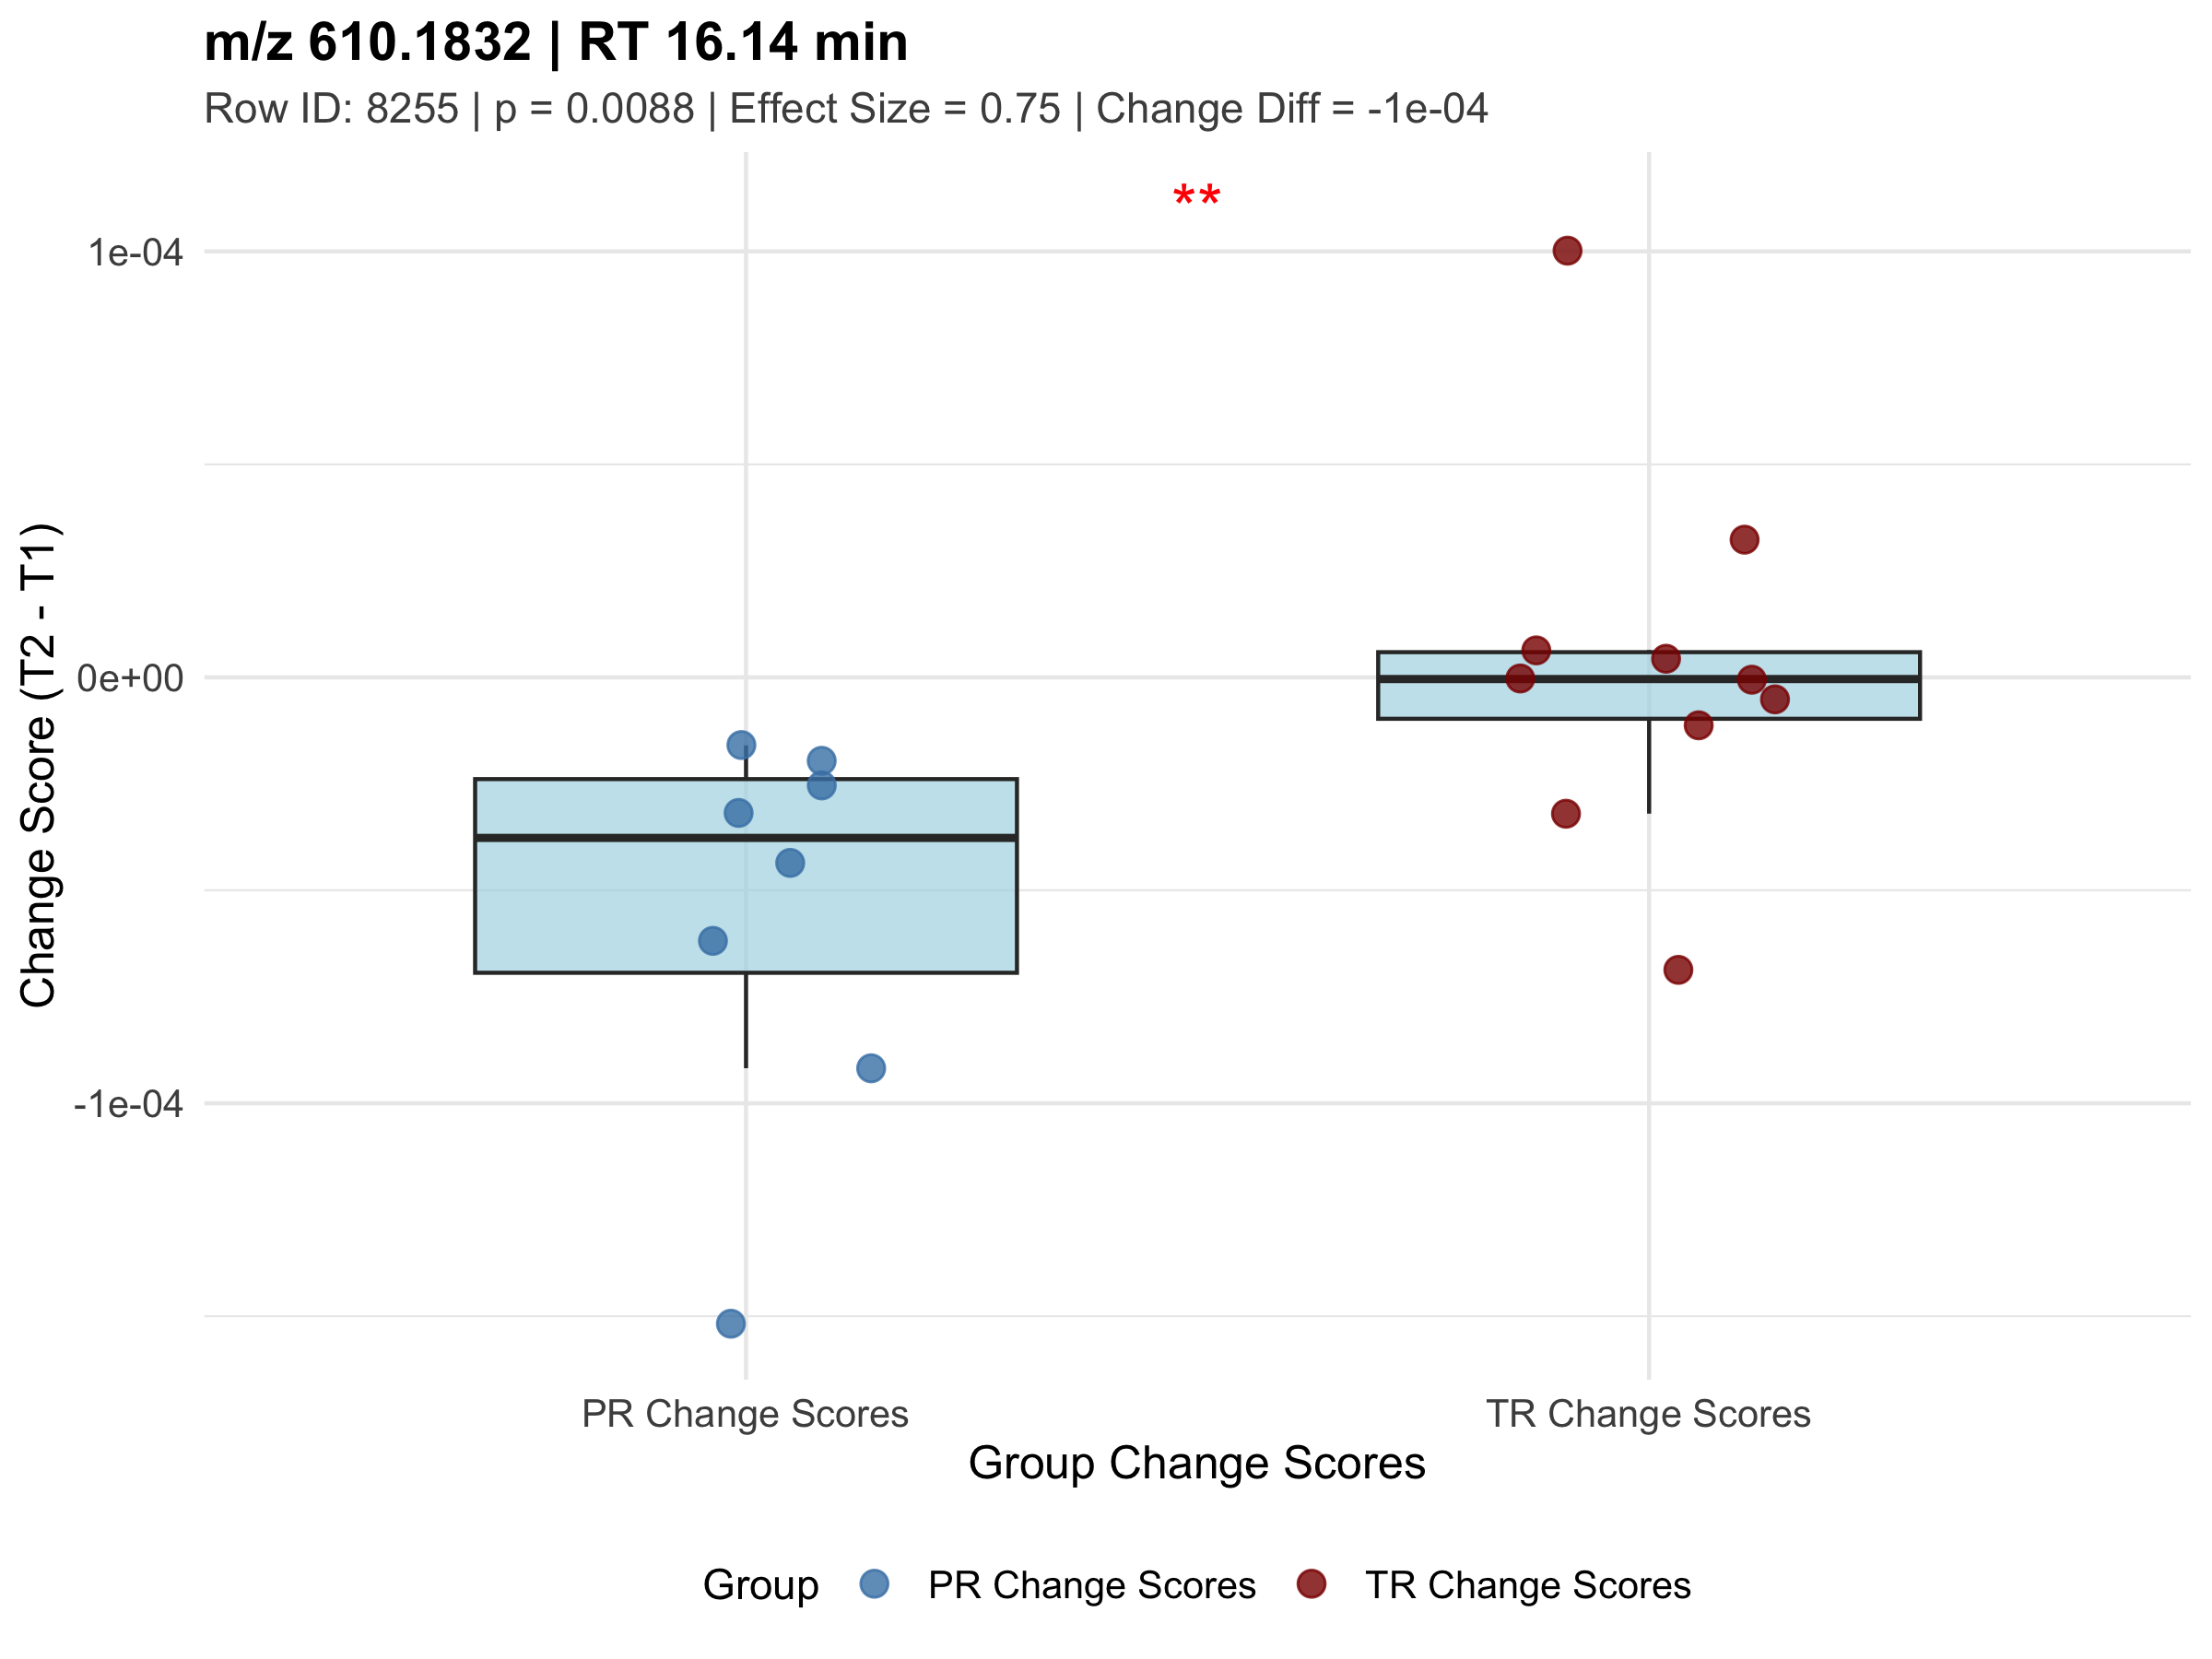 m/z 610.1832 | RT 16.14 min
Row ID: 8255 | p = 0.0088 | Effect Size = 0.75 | Change Diff = -1e-04
**
1e-04
0e+00
-1e-04
Change Score (T2 - T1)
PR Change Scores
TR Change Scores
Group Change Scores
Group PR Change Scores TR Change Scores